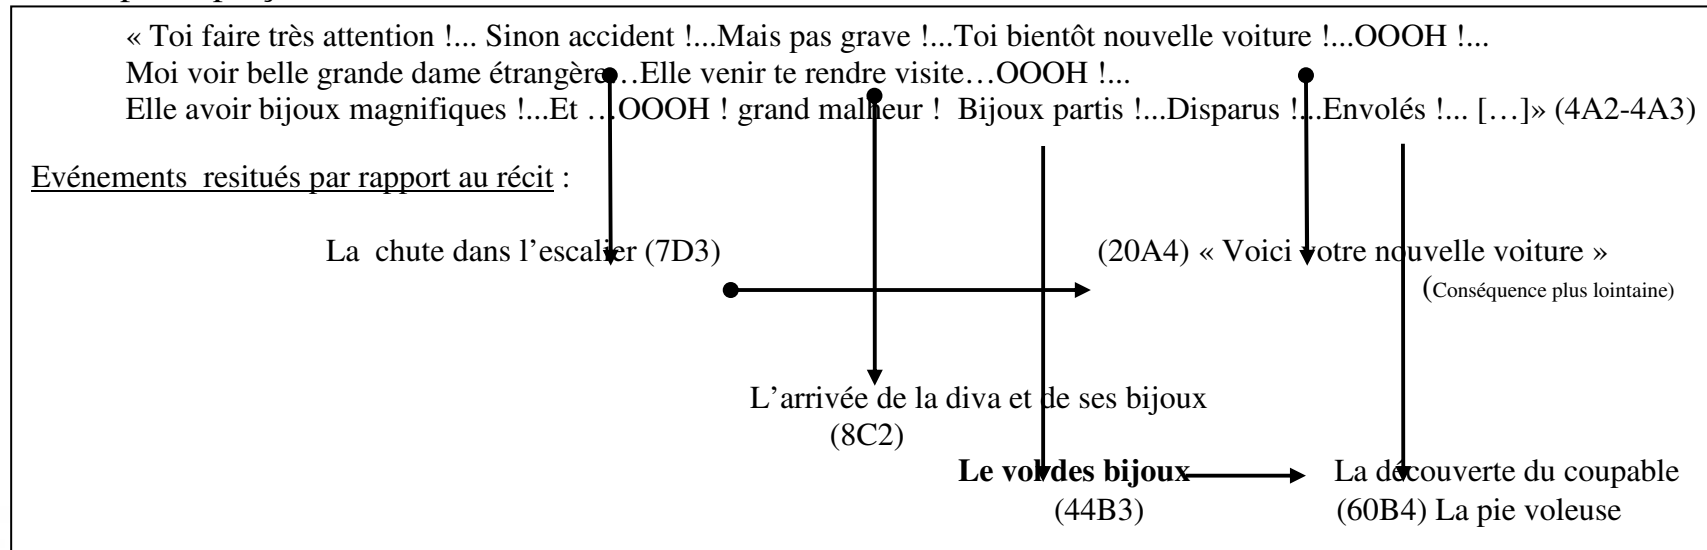 « Toi faire très attention !... Sinon accident !...Mais pas grave !...Toi bientôt nouvelle voiture !...OOOH !...
Moi voir belle grande dame étrangère…Elle venir te rendre visite…OOOH !...
Elle avoir bijoux magnifiques !...Et …OOOH ! grand malheur ! Bijoux partis !...Disparus !...Envolés !... […]» (4A2-4A3)
Evénements resitués par rapport au récit :
La chute dans l’escalier (7D3) (20A4) « Voici votre nouvelle voiture »
(Conséquence plus lointaine)
L’arrivée de la diva et de ses bijoux
(8C2)
Le vol des bijoux La découverte du coupable
(44B3) (60B4) La pie voleuse